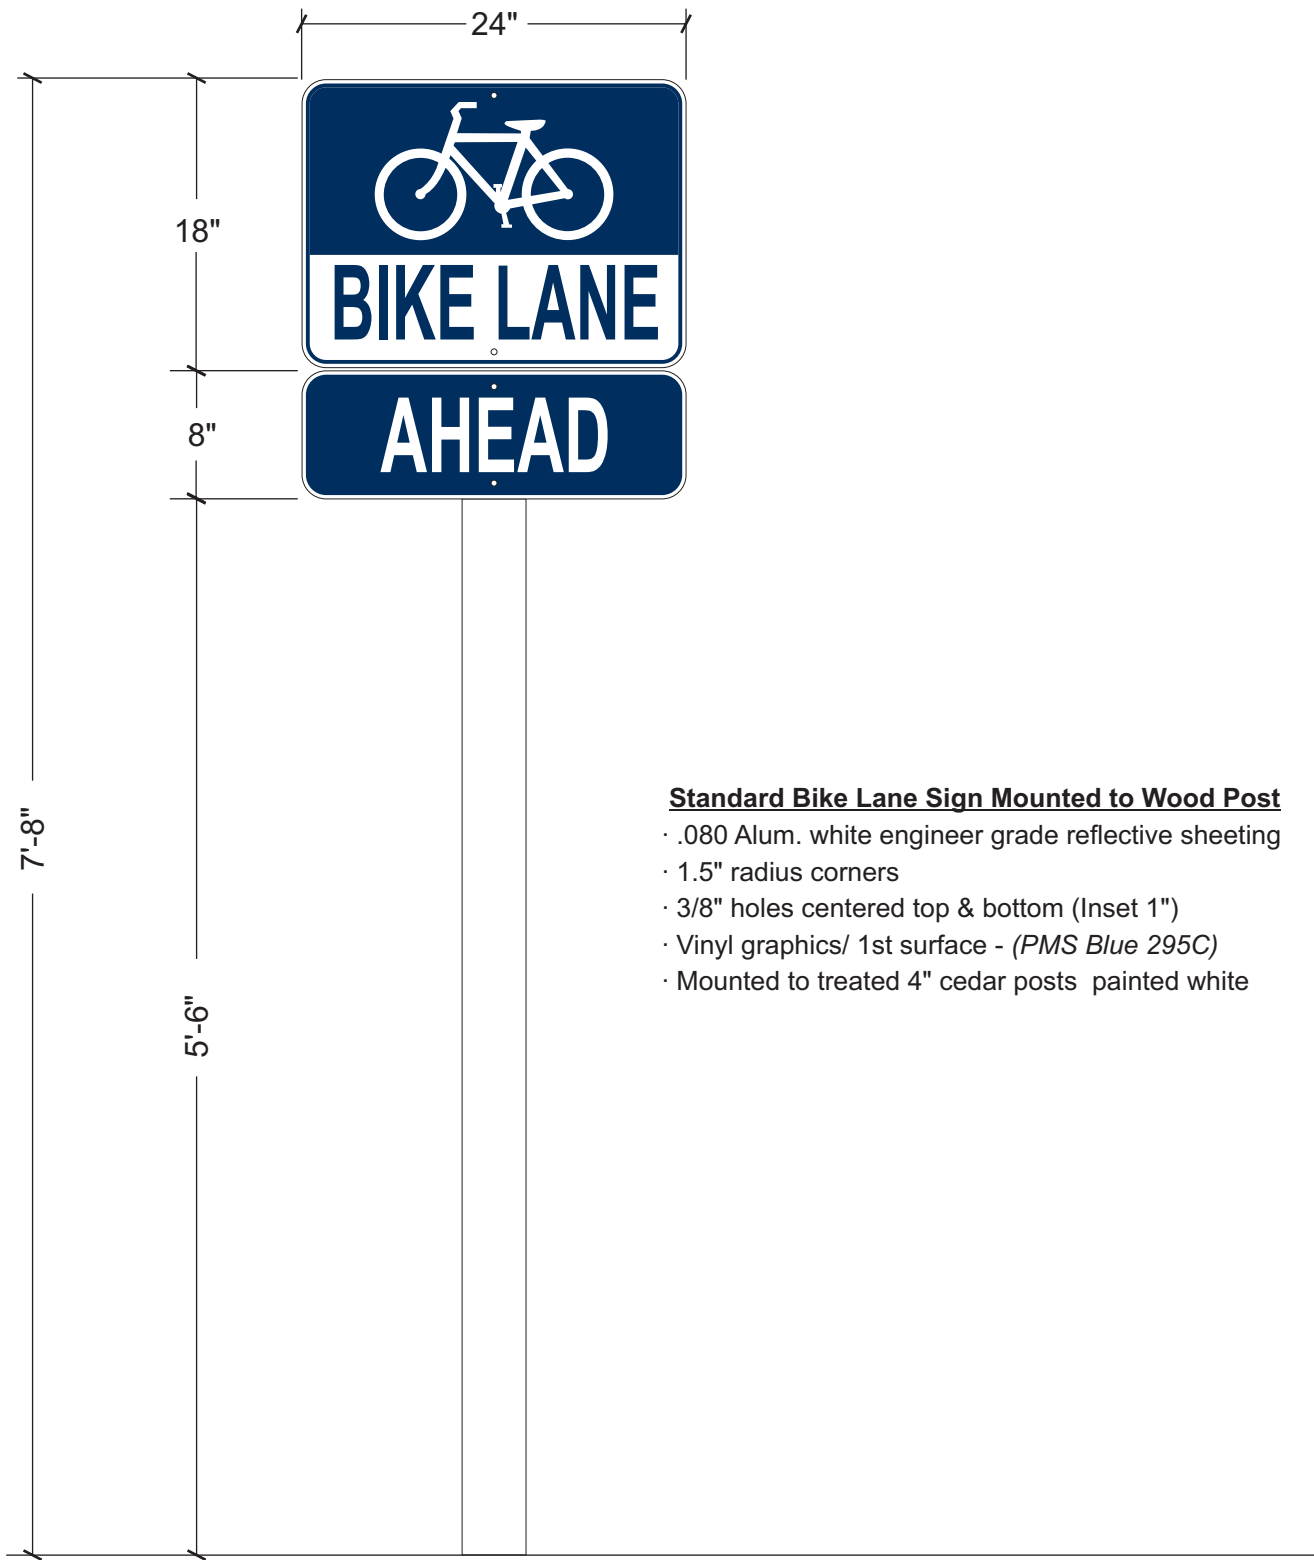 24"
18"
BIKE LANE
8"
AHEAD
7'-8"
5'-6"
Standard Bike Lane Sign Mounted to Wood Post
· .080 Alum. white engineer grade reflective sheeting
· 1.5" radius corners
· 3/8" holes centered top & bottom (Inset 1")
· Vinyl graphics/ 1st surface - (PMS Blue 295C)
· Mounted to treated 4" cedar posts  painted white